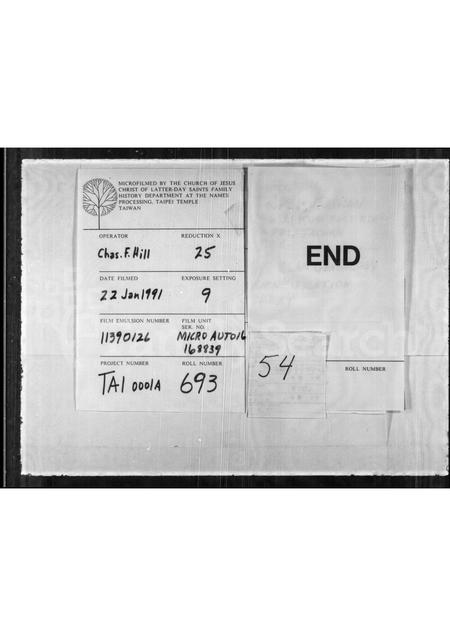 MICROFILMED BY THE CHURCH OF JESUS
CHRIST OF LATTER-DAY SAINTS FAMILY
HISTORY DEPARTMENT AT THE NAMES
PROCESSING, TAIPEI TEMPLE
TAIWAN
OPERATOR REDUCTION X
Chas. F. Hill 25
DATE FILMED EXPOSURE SETTING
22 Jan 1991 9
FILM EMULSION NUMBER FILM UNIT
SER. NO.
11390126 MICRO AUTO16
168839
PROJECT NUMBER ROLL NUMBER
TAI 0001A 693
END
54
ROLL NUMBER